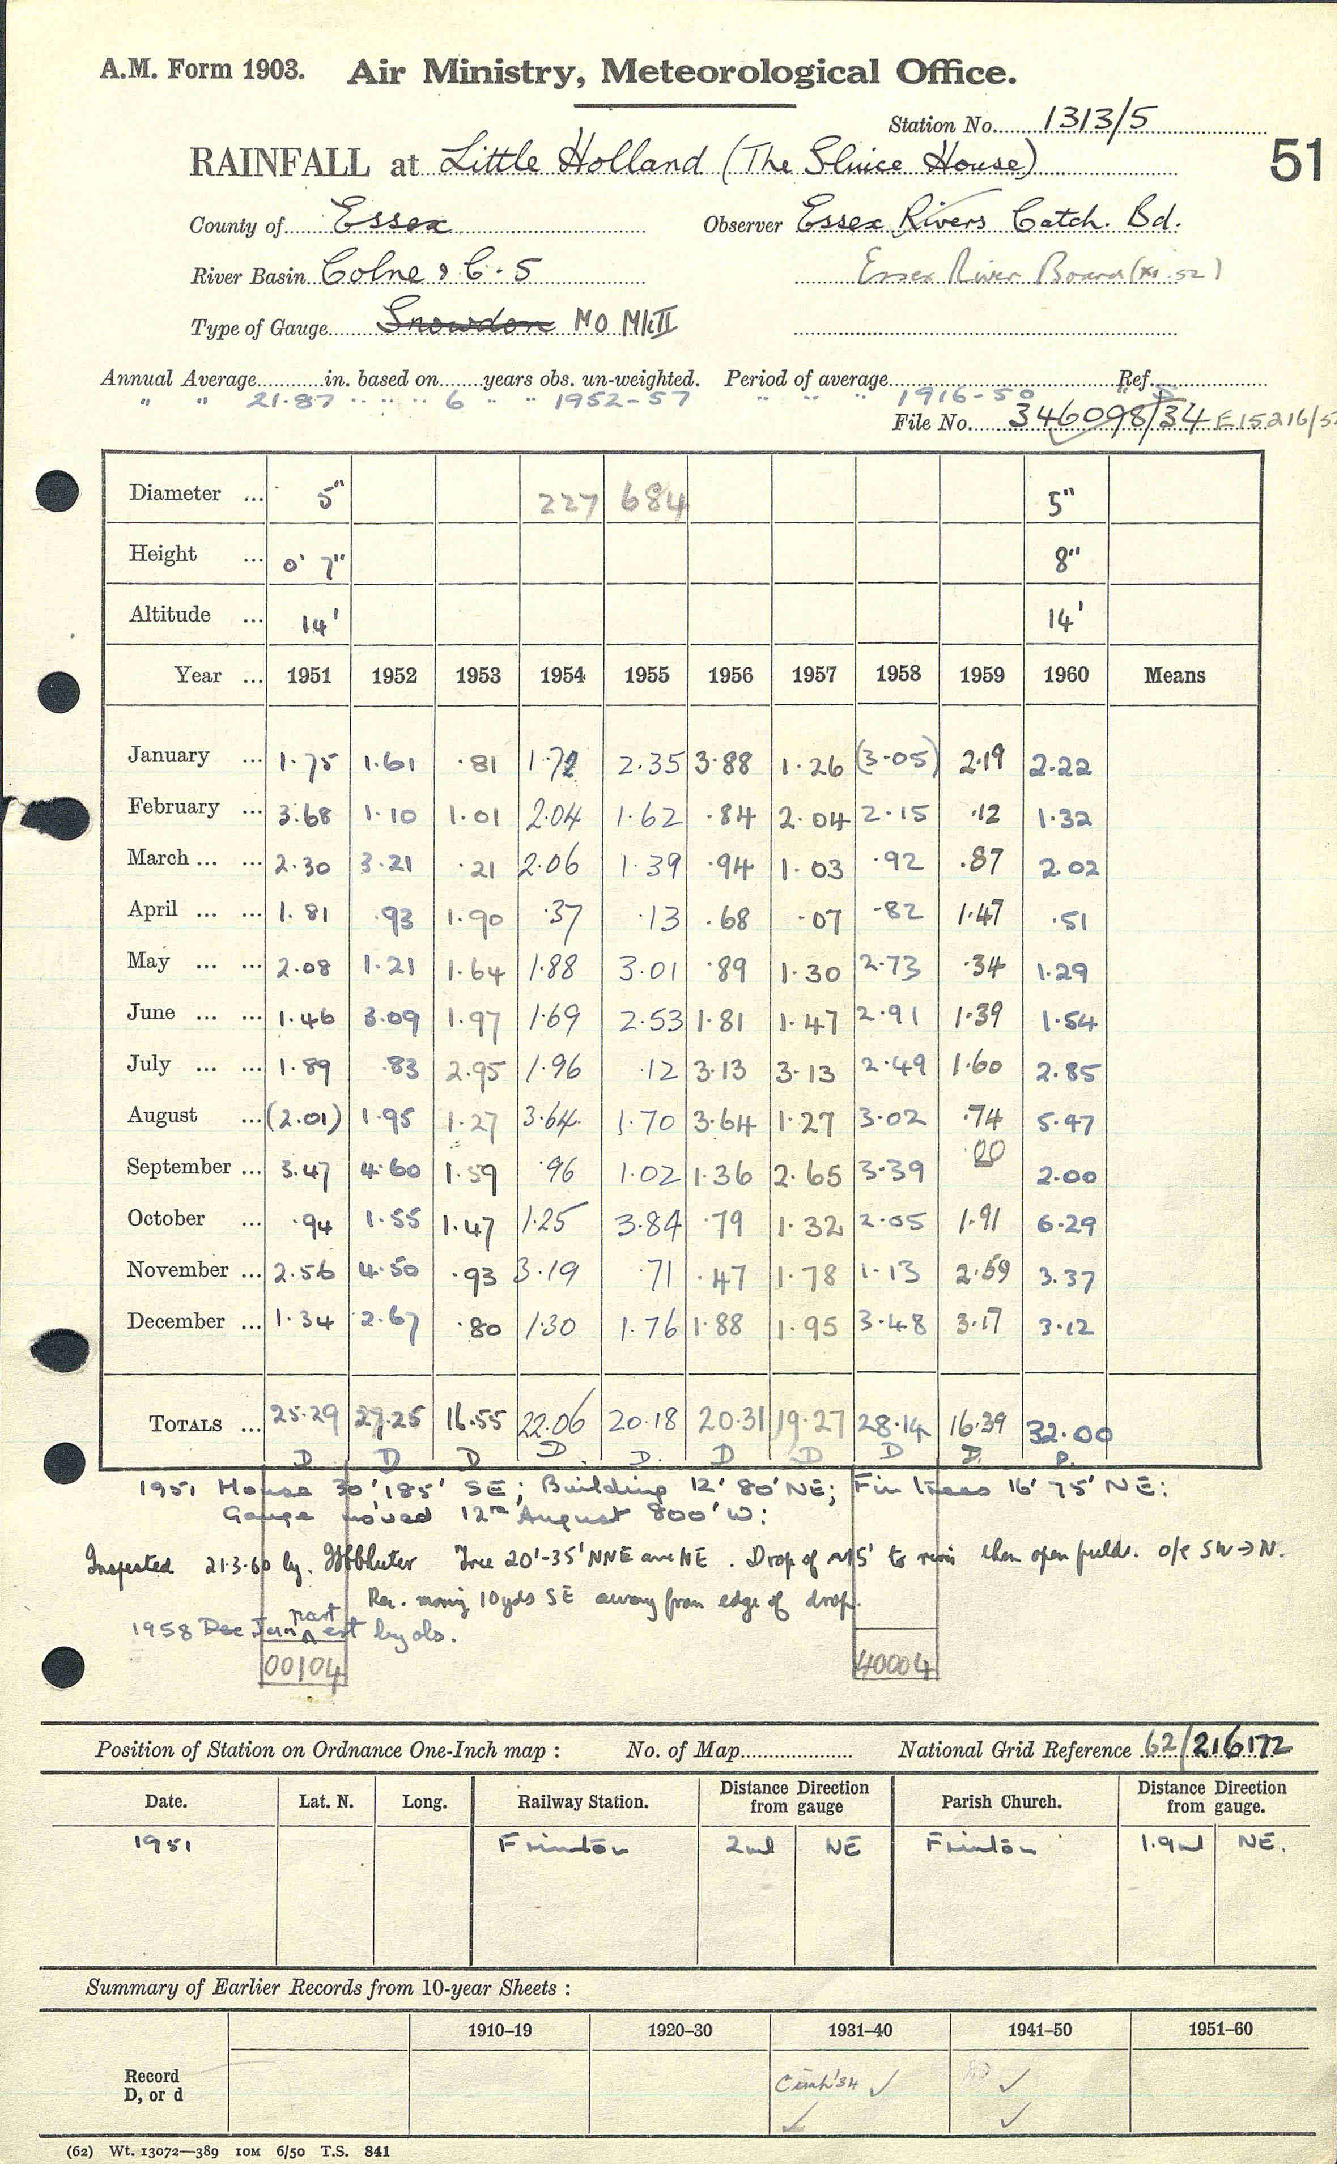 A.M. Form 1903. Air Ministry, Meteorological Office.
Station No. 1313/5
51
RAINFALL at Little Holland (The Sluice House)
County of Essex Observer Essex Rivers Catch. Bd.
River Basin Colne & C.5 Essex River Board (xi.52)
Type of Gauge Snowdon MO MkII
Annual Average in. based on years obs. un-weighted. Period of average Ref.
" " 21.87 " " " 6 " " 1952-57 " " " 1916-50 " 5
File No. 346098/34 E15216/5
Diameter ... 5" 227 684 5"
Height ... 0' 7" 8"
Altitude ... 14' 14'
Year ... 1951 1952 1953 1954 1955 1956 1957 1958 1959 1960 Means
January ... 1.75 1.61 .81 1.72 2.35 3.88 1.26 (3.05) 2.19 2.22
February ... 3.68 1.10 1.01 2.04 1.62 .84 2.04 2.15 .12 1.32
March ... ... 2.30 3.21 .21 2.06 1.39 .94 1.03 .92 .87 2.02
April ... ... 1.81 .93 1.90 .37 .13 .68 .07 .82 1.47 .51
May ... ... 2.08 1.21 1.64 1.88 3.01 .89 1.30 2.73 .34 1.29
June ... ... 1.46 3.09 1.97 1.69 2.53 1.81 1.47 2.91 1.39 1.54
July ... ... 1.89 .83 2.95 1.96 .12 3.13 3.13 2.49 1.60 2.85
August ... (2.01) 1.95 1.27 3.64 1.70 3.64 1.27 3.02 .74 5.47
September ... 3.47 4.60 1.59 .96 1.02 1.36 2.65 3.39 .00 2.00
October ... .94 1.55 1.47 1.25 3.84 .79 1.32 2.05 1.91 6.29
November ... 2.56 4.50 .93 3.19 .71 .47 1.78 1.13 2.59 3.37
December ... 1.34 2.67 .80 1.30 1.76 1.88 1.95 3.48 3.17 3.12
TOTALS ... 25.29 27.25 16.55 22.06 20.18 20.31 19.27 28.14 16.39 32.00
D D D D. D. D D D D. D.
1951 House 30' 185' SE; Building 12' 80' NE; Fir trees 16' 75' NE:
Gauge moved 12th August 800' W:
Inspected 21.3.60 by. Tree 20'-35' NNE and NE. Drop of 15' to then open fields. o/e SW→N.
Rec. moving 10yds SE away from edge of drop.
1958 Dec Jan part est by obs.
00104 40004
Position of Station on Ordnance One-Inch map : No. of Map National Grid Reference 62/216172
Date. Lat. N. Long. Railway Station. Distance Direction from gauge Parish Church. Distance Direction from gauge.
1951 Frinton 2ml NE Frinton 1.9ml NE.
Summary of Earlier Records from 10-year Sheets :
1910–19 1920–30 1931–40 1941–50 1951–60
Record
D, or d
✓ ✓
✓ ✓
(62) Wt. 13072—389 10M 6/50 T.S. 841